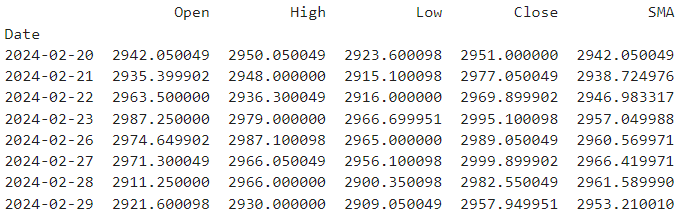 Open High Low Close SMA
Date
2024-02-20 2942.050049 2950.050049 2923.600098 2951.000000 2942.050049
2024-02-21 2935.399902 2948.000000 2915.100098 2977.050049 2938.724976
2024-02-22 2963.500000 2936.300049 2916.000000 2969.899902 2946.983317
2024-02-23 2987.250000 2979.000000 2966.699951 2995.100098 2957.049988
2024-02-26 2974.649902 2987.100098 2965.000000 2989.050049 2960.569971
2024-02-27 2971.300049 2966.050049 2956.100098 2999.899902 2966.419971
2024-02-28 2911.250000 2966.000000 2900.350098 2982.550049 2961.589990
2024-02-29 2921.600098 2930.000000 2909.050049 2957.949951 2953.210010